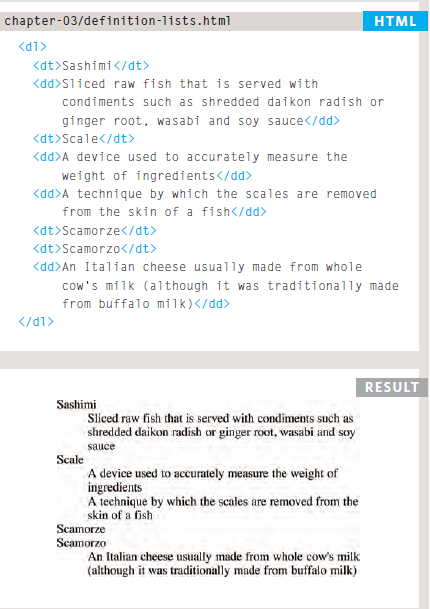 chapter-03/definition-lists.html HTML
<dl>
<dt>Sashimi</dt>
<dd>Sliced raw fish that is served with
condiments such as shredded daikon radish or
ginger root, wasabi and soy sauce</dd>
<dt>Scale</dt>
<dd>A device used to accurately measure the
weight of ingredients</dd>
<dd>A technique by which the scales are removed
from the skin of a fish</dd>
<dt>Scamorze</dt>
<dt>Scamorzo</dt>
<dd>An Italian cheese usually made from whole
cow's milk (although it was traditionally made
from buffalo milk)</dd>
</dl>
RESULT
Sashimi
Sliced raw fish that is served with condiments such as
shredded daikon radish or ginger root, wasabi and soy
sauce
Scale
A device used to accurately measure the weight of
ingredients
A technique by which the scales are removed from the
skin of a fish
Scamorze
Scamorzo
An Italian cheese usually made from whole cow's milk
(although it was traditionally made from buffalo milk)